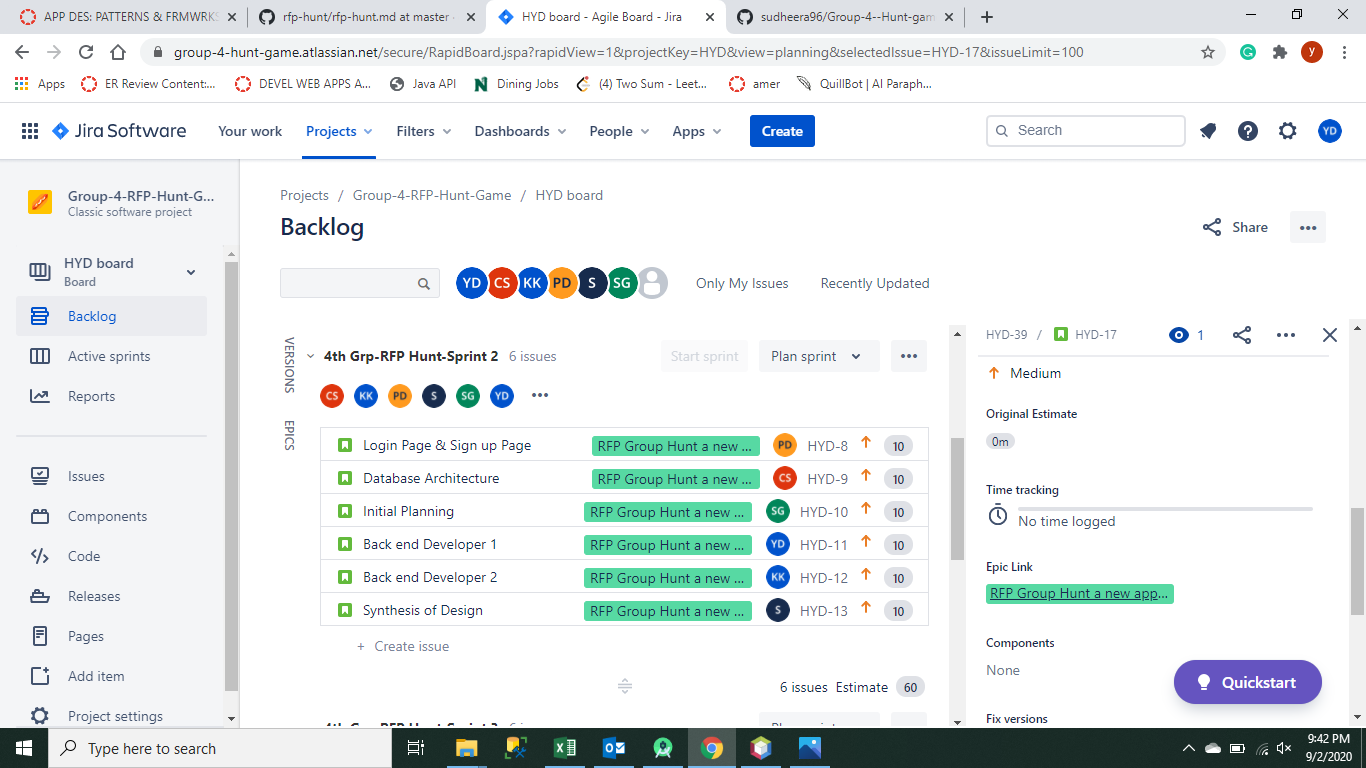 APP DES: PATTERNS & FRMWRKS
rfp-hunt/rfp-hunt.md at master
HYD board - Agile Board - Jira
sudheera96/Group-4--Hunt-gam
group-4-hunt-game.atlassian.net/secure/RapidBoard.jspa?rapidView=1&projectKey=HYD&view=planning&selectedIssue=HYD-17&issueLimit=100
y
Apps
ER Review Content:...
DEVEL WEB APPS A...
Java API
Dining Jobs
(4) Two Sum - Leet...
amer
QuillBot | AI Paraph...
Jira Software
Your work
Projects
Filters
Dashboards
People
Apps
Create
Search
YD
Group-4-RFP-Hunt-G...
Classic software project
HYD board
Board
Backlog
Active sprints
Reports
Issues
Components
Code
Releases
Pages
Add item
Project settings
Projects / Group-4-RFP-Hunt-Game / HYD board
Backlog
Share
YD CS KK PD S SG
Only My Issues
Recently Updated
VERSIONS
EPICS
4th Grp-RFP Hunt-Sprint 2 6 issues
Start sprint
Plan sprint
CS KK PD S SG YD
Login Page & Sign up Page RFP Group Hunt a new ... PD HYD-8 10
Database Architecture RFP Group Hunt a new ... CS HYD-9 10
Initial Planning RFP Group Hunt a new ... SG HYD-10 10
Back end Developer 1 RFP Group Hunt a new ... YD HYD-11 10
Back end Developer 2 RFP Group Hunt a new ... KK HYD-12 10
Synthesis of Design RFP Group Hunt a new ... S HYD-13 10
+ Create issue
6 issues Estimate 60
HYD-39 / HYD-17
1
Medium
Original Estimate
0m
Time tracking
No time logged
Epic Link
RFP Group Hunt a new app...
Components
None
Quickstart
Fix versions
Type here to search
9:42 PM
9/2/2020